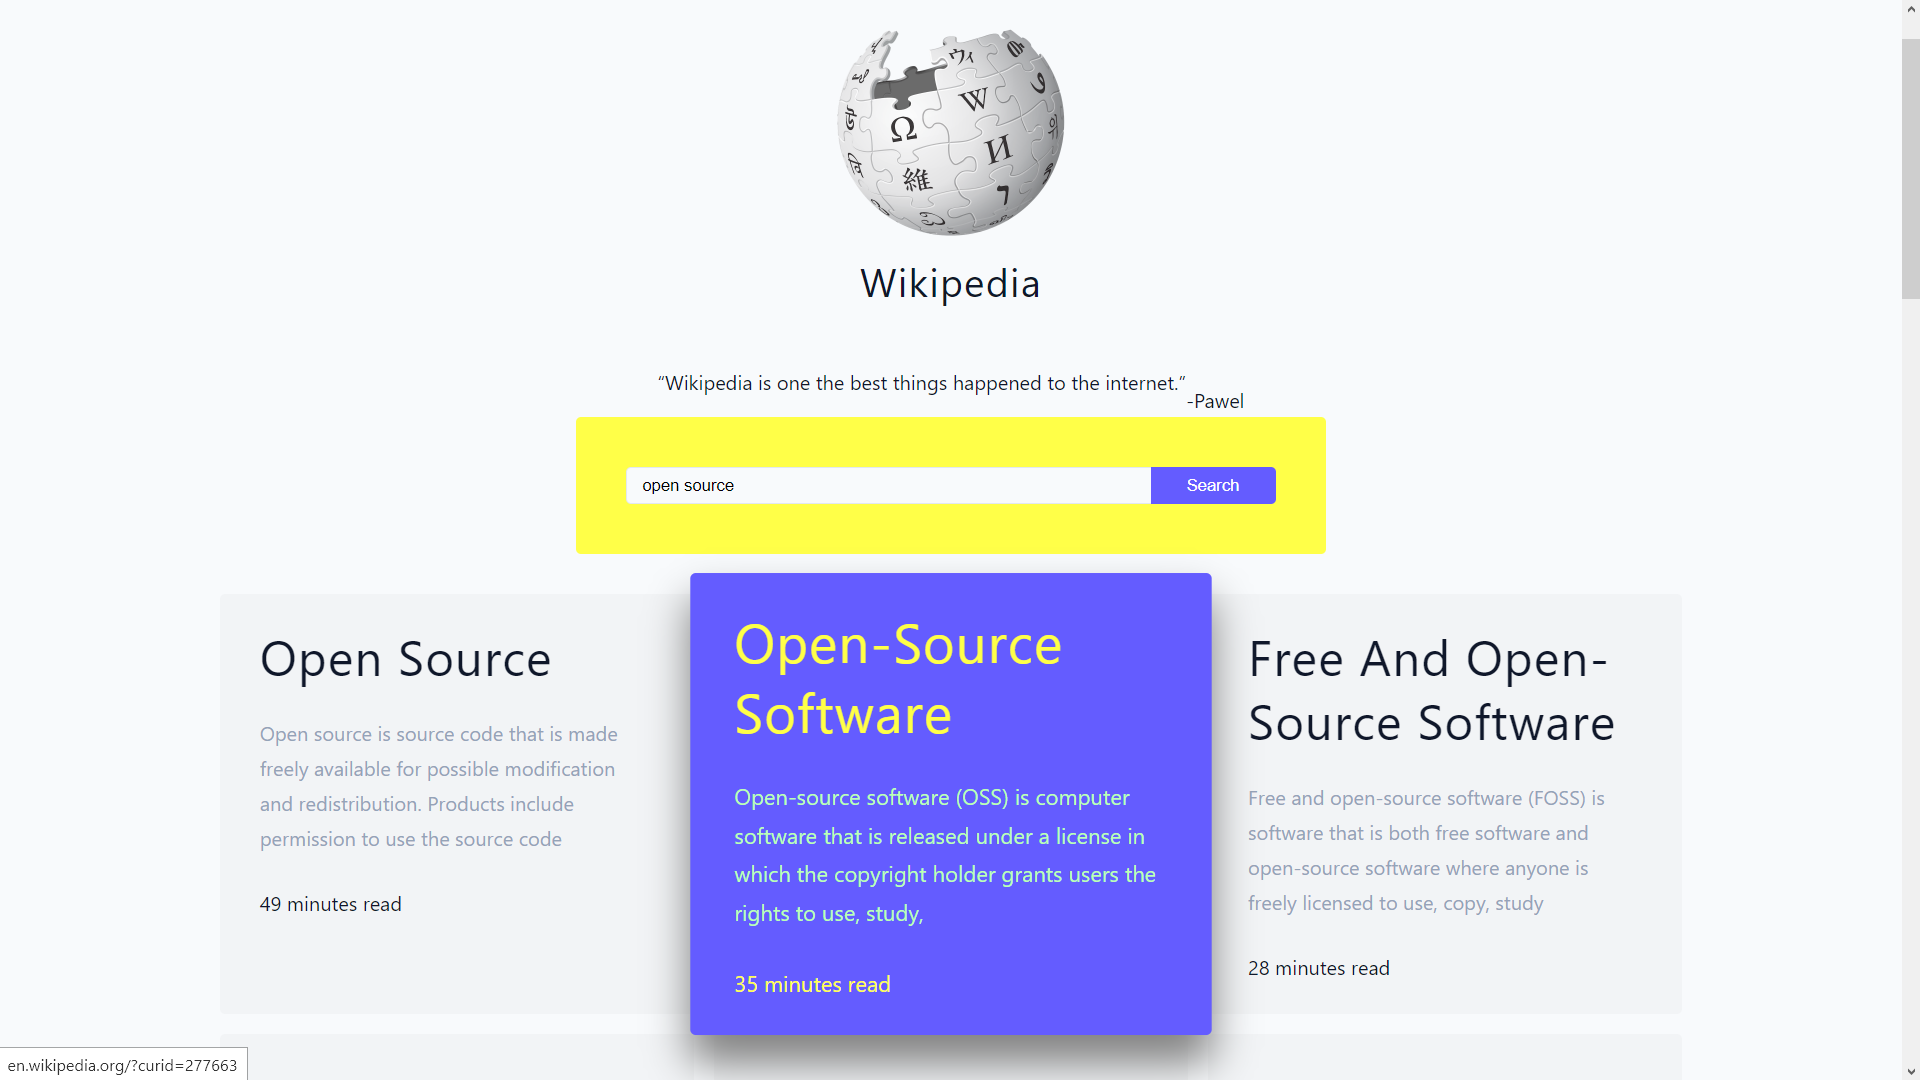 Ω
W
И
維
ウィ
Wikipedia
“Wikipedia is one the best things happened to the internet.”
-Pawel
open source
Search
Open Source
Open source is source code that is made
freely available for possible modification
and redistribution. Products include
permission to use the source code
49 minutes read
Open-Source
Software
Open-source software (OSS) is computer
software that is released under a license in
which the copyright holder grants users the
rights to use, study,
35 minutes read
Free And Open-
Source Software
Free and open-source software (FOSS) is
software that is both free software and
open-source software where anyone is
freely licensed to use, copy, study
28 minutes read
en.wikipedia.org/?curid=277663